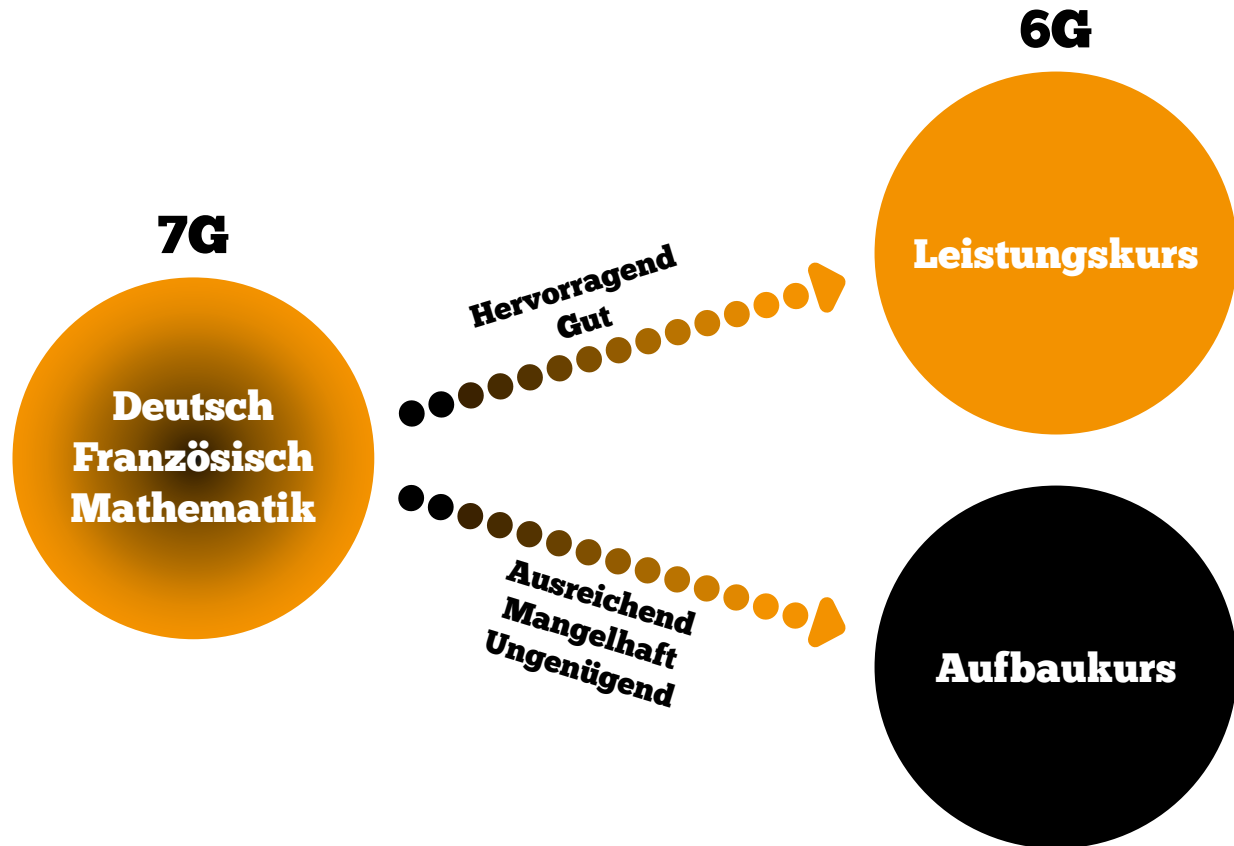 7G
Deutsch
Französisch
Mathematik
Hervorragend
Gut
Ausreichend
Mangelhaft
Ungenügend
6G
Leistungskurs
Aufbaukurs